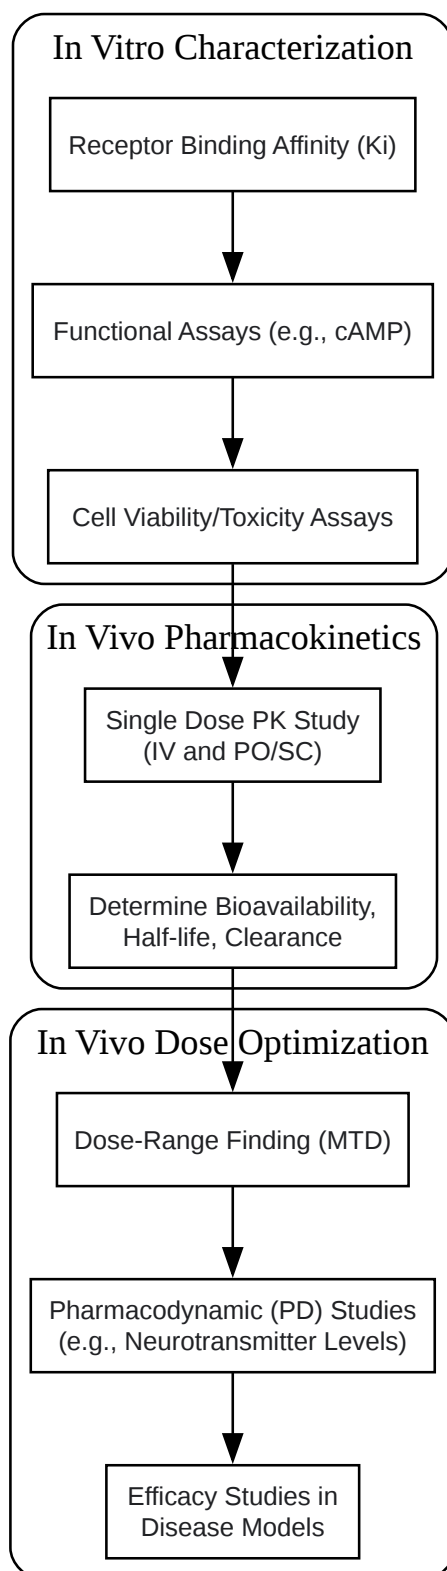 In Vitro Characterization
Receptor Binding Affinity (Ki)
Functional Assays (e.g., cAMP)
Cell Viability/Toxicity Assays
In Vivo Pharmacokinetics
Single Dose PK Study
(IV and PO/SC)
Determine Bioavailability,
Half-life, Clearance
In Vivo Dose Optimization
Dose-Range Finding (MTD)
Pharmacodynamic (PD) Studies
(e.g., Neurotransmitter Levels)
Efficacy Studies in
Disease Models